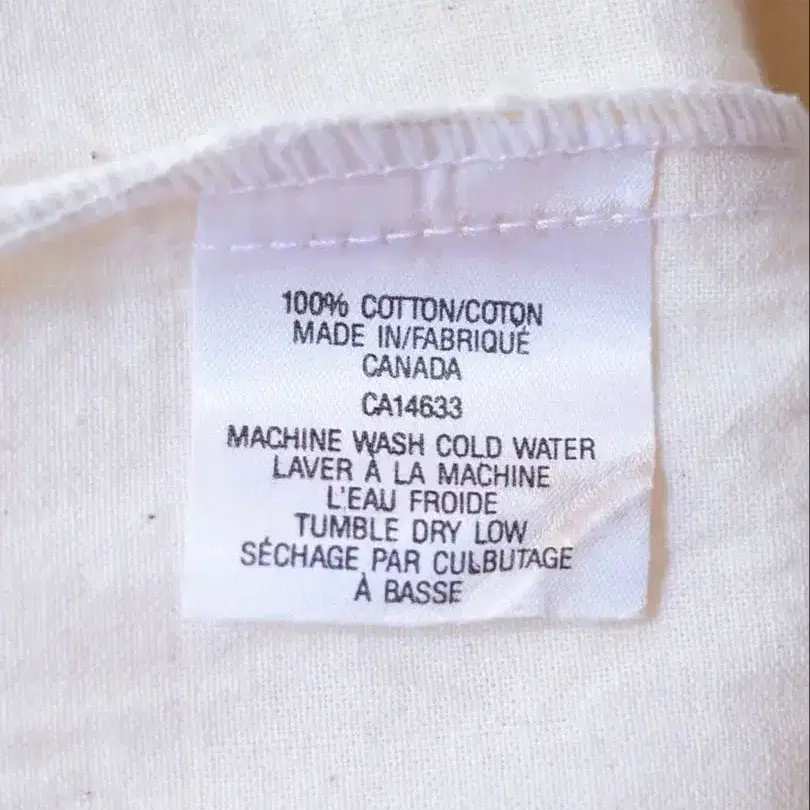 100% COTTON/COTON
MADE IN/FABRIQUÉ
CANADA
CA14633
MACHINE WASH COLD WATER
LAVER À LA MACHINE
L'EAU FROIDE
TUMBLE DRY LOW
SÉCHAGE PAR CULBUTAGE
À BASSE